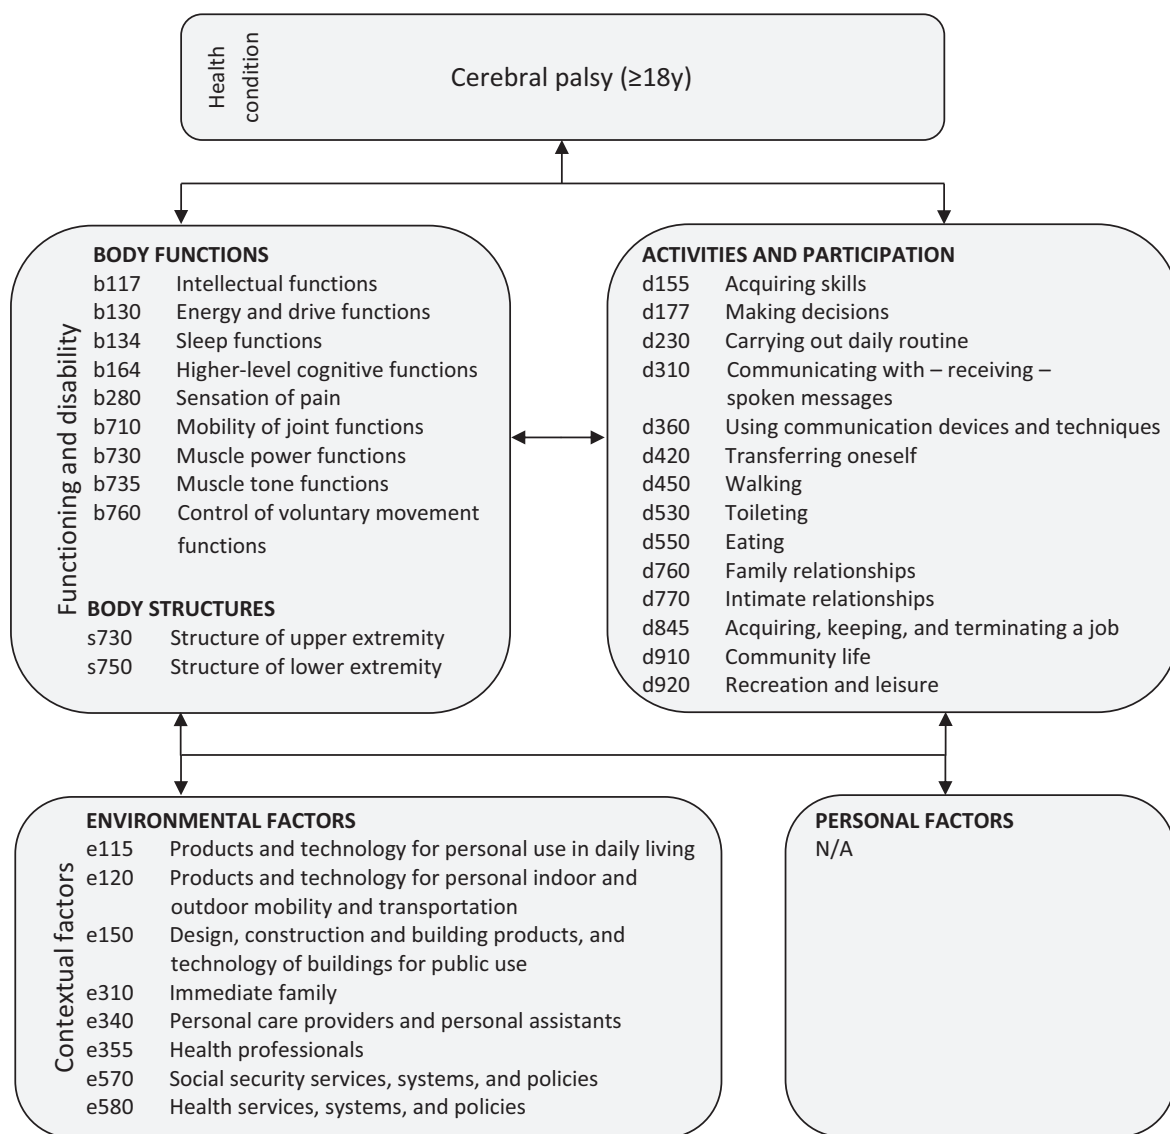 Health
condition
Cerebral palsy (≥18y)
Functioning and disability
BODY FUNCTIONS
b117 Intellectual functions
b130 Energy and drive functions
b134 Sleep functions
b164 Higher-level cognitive functions
b280 Sensation of pain
b710 Mobility of joint functions
b730 Muscle power functions
b735 Muscle tone functions
b760 Control of voluntary movement
functions
BODY STRUCTURES
s730 Structure of upper extremity
s750 Structure of lower extremity
ACTIVITIES AND PARTICIPATION
d155 Acquiring skills
d177 Making decisions
d230 Carrying out daily routine
d310 Communicating with – receiving –
spoken messages
d360 Using communication devices and techniques
d420 Transferring oneself
d450 Walking
d530 Toileting
d550 Eating
d760 Family relationships
d770 Intimate relationships
d845 Acquiring, keeping, and terminating a job
d910 Community life
d920 Recreation and leisure
Contextual factors
ENVIRONMENTAL FACTORS
e115 Products and technology for personal use in daily living
e120 Products and technology for personal indoor and
outdoor mobility and transportation
e150 Design, construction and building products, and
technology of buildings for public use
e310 Immediate family
e340 Personal care providers and personal assistants
e355 Health professionals
e570 Social security services, systems, and policies
e580 Health services, systems, and policies
PERSONAL FACTORS
N/A